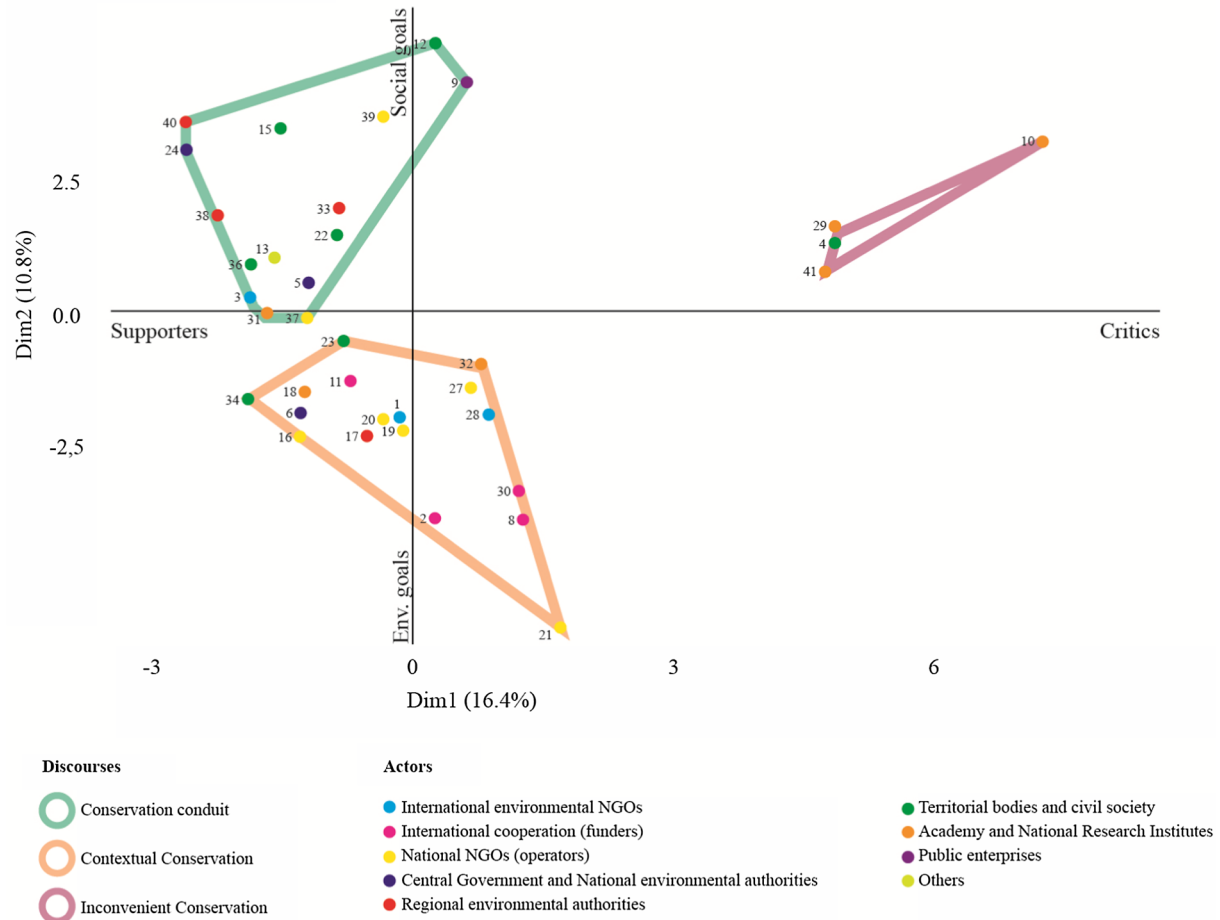 Social goals
12
9
40
15
39
24
10
2.5
38
33
29
22
4
13
36
41
5
3
Dim2 (10.8%)
0.0
31
37
Supporters
Critics
23
32
11
18
27
34
1
6
20
28
16
17
19
-2,5
30
2
8
Env. goals
21
-3
0
3
6
Dim1 (16.4%)
Discourses
Conservation conduit
Contextual Conservation
Inconvenient Conservation
Actors
International environmental NGOs
International cooperation (funders)
National NGOs (operators)
Central Government and National environmental authorities
Regional environmental authorities
Territorial bodies and civil society
Academy and National Research Institutes
Public enterprises
Others